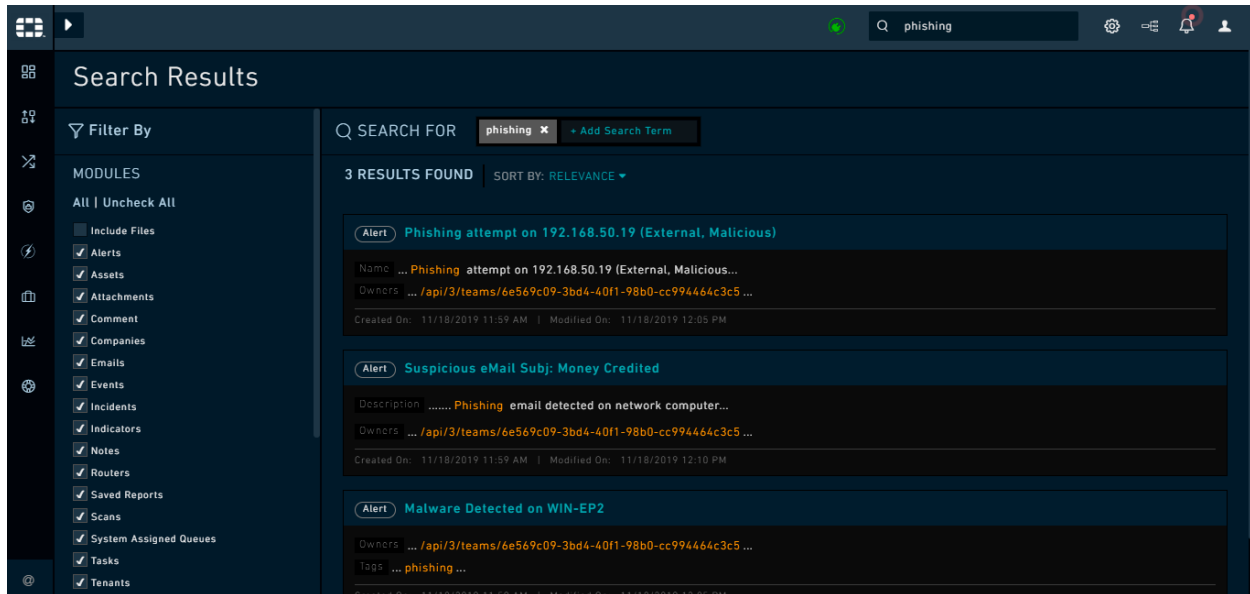 phishing
Search Results
Filter By
MODULES
All | Uncheck All
Include Files
Alerts
Assets
Attachments
Comment
Companies
Emails
Events
Incidents
Indicators
Notes
Routers
Saved Reports
Scans
System Assigned Queues
Tasks
Tenants
@
SEARCH FOR phishing ✖ + Add Search Term
3 RESULTS FOUND SORT BY: RELEVANCE
Alert Phishing attempt on 192.168.50.19 (External, Malicious)
Name ... Phishing attempt on 192.168.50.19 (External, Malicious...
Owners ... /api/3/teams/6e569c09-3bd4-40f1-98b0-cc994464c3c5 ...
Created On: 11/18/2019 11:59 AM | Modified On: 11/18/2019 12:05 PM
Alert Suspicious eMail Subj: Money Credited
Description ....... Phishing email detected on network computer...
Owners ... /api/3/teams/6e569c09-3bd4-40f1-98b0-cc994464c3c5 ...
Created On: 11/18/2019 11:59 AM | Modified On: 11/18/2019 12:10 PM
Alert Malware Detected on WIN-EP2
Owners ... /api/3/teams/6e569c09-3bd4-40f1-98b0-cc994464c3c5 ...
Tags ... phishing ...